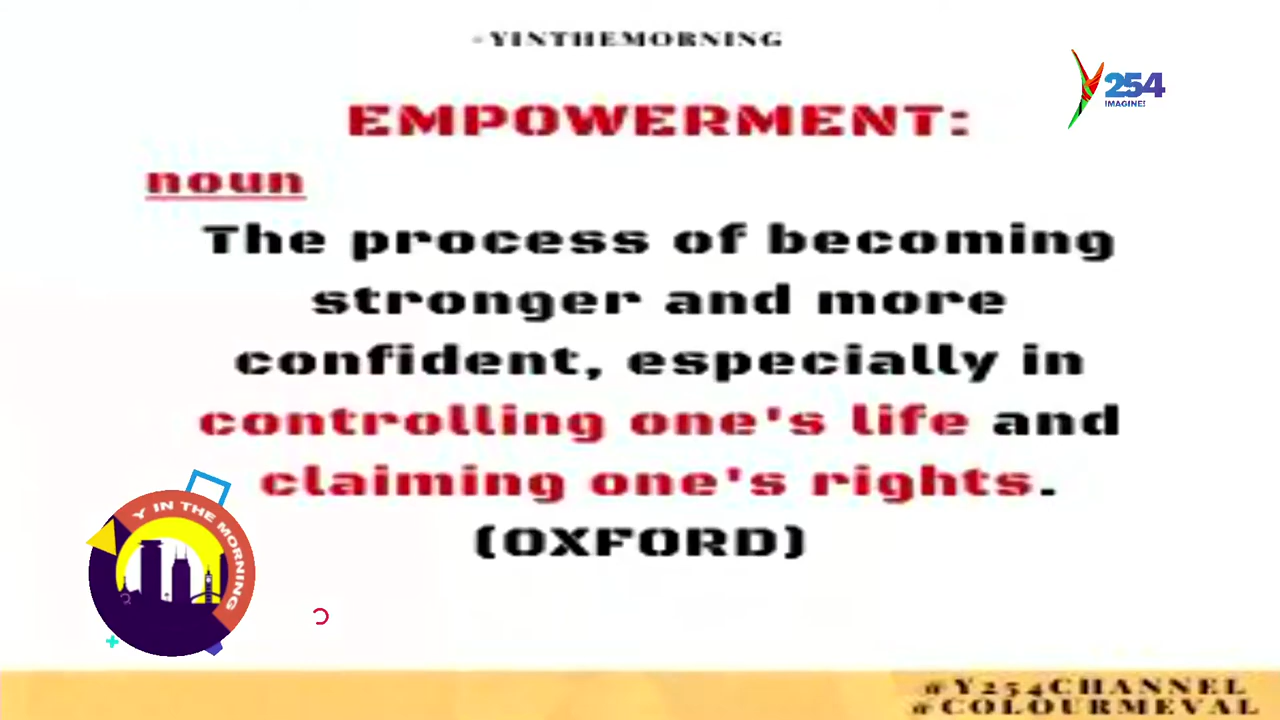 #YINTHEMORNING
254
IMAGINE!
EMPOWERMENT:
noun
The process of becoming
stronger and more
confident, especially in
controlling one's life and
claiming one's rights.
(OXFORD)
Y IN THE MORNING
@Y254CHANNEL
@COLOURMEVAL